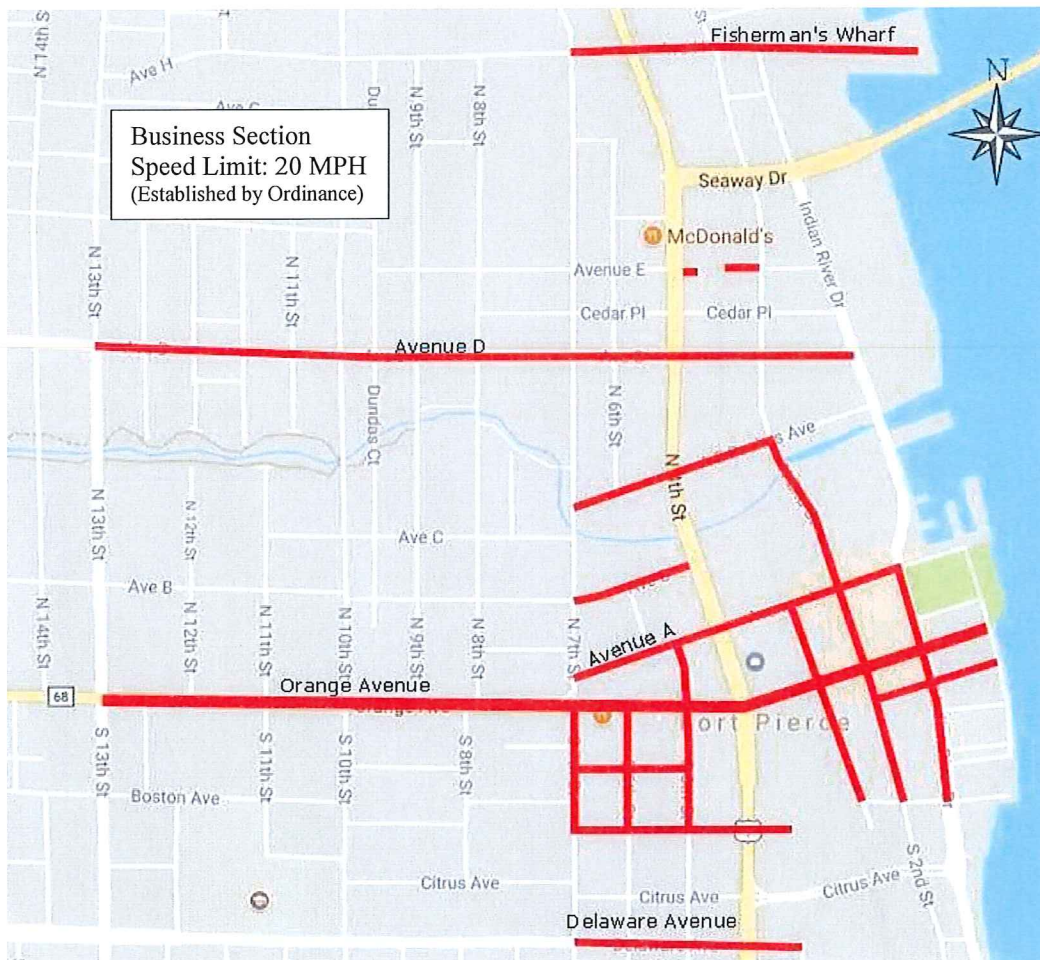 Fisherman's Wharf
N 14th S
Ave H
N
N 9th St
N 8th St
Business Section
Speed Limit: 20 MPH
(Established by Ordinance)
Seaway Dr
Indian River Dr
McDonald's
N 13th St
N 11th St
Avenue E
Cedar Pl
Cedar Pl
Avenue D
Dundas Ct
N 6th St
Ave
N 13th St
N 12th St
Ave C
Ave B
N 14th St
N 12th St
N 11th St
N 10th St
N 9th St
N 8th St
N 7th St
Avenue A
68
Orange Avenue
Fort Pierce
S 13th St
S 11th St
S 10th St
S 8th St
Boston Ave
Citrus Ave
Citrus Ave
Citrus Ave
S 2nd St
Delaware Avenue